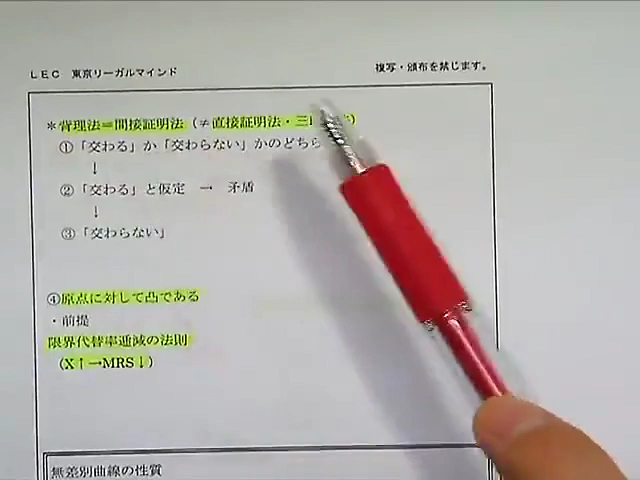 LEC 東京リーガルマインド
複写・頒布を禁じます。
＊背理法＝間接証明法（≠直接証明法・三
①「交わる」か「交わらない」かのどちら
↓
②「交わる」と仮定 → 矛盾
↓
③「交わらない」
④原点に対して凸である
・前提
限界代替率逓減の法則
（X↑→MRS↓）
無差別曲線の性質